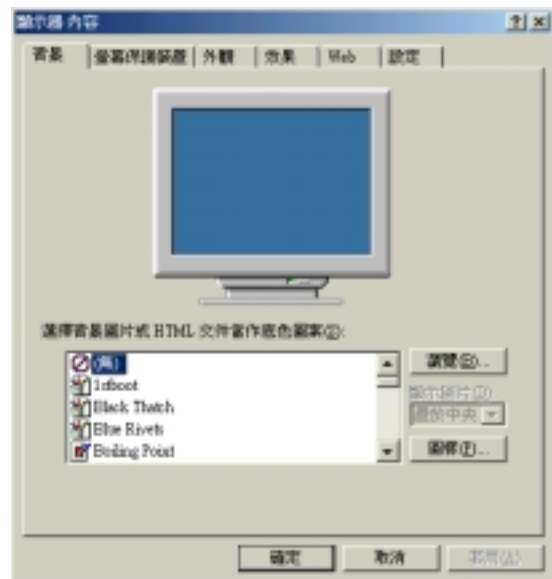 顯示器 內容
背景 螢幕保護裝置 外觀 效果 Web 設定
選擇背景圖片或 HTML 文件當作底色圖案(S):
(無)
1stboot
Black Thatch
Blue Rivets
Boiling Point
瀏覽(B)...
顯示圖片(D)
置於中央
圖樣(P)...
確定 取消 套用(A)